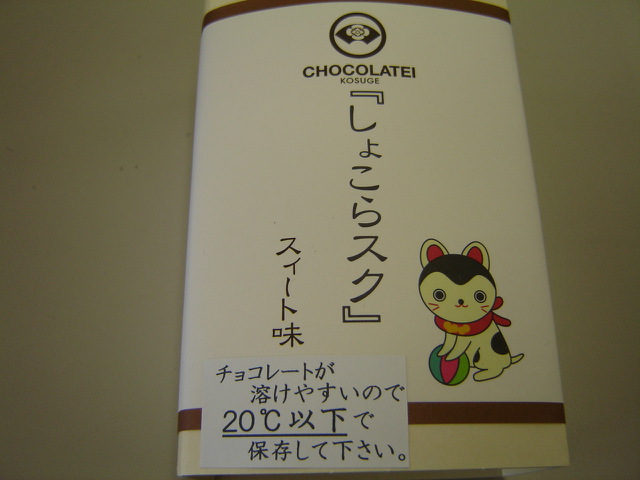 CHOCOLATEI
KOSUGE
『しょこらスク』
スィート味
チョコレートが
溶けやすいので
20℃以下で
保存して下さい。